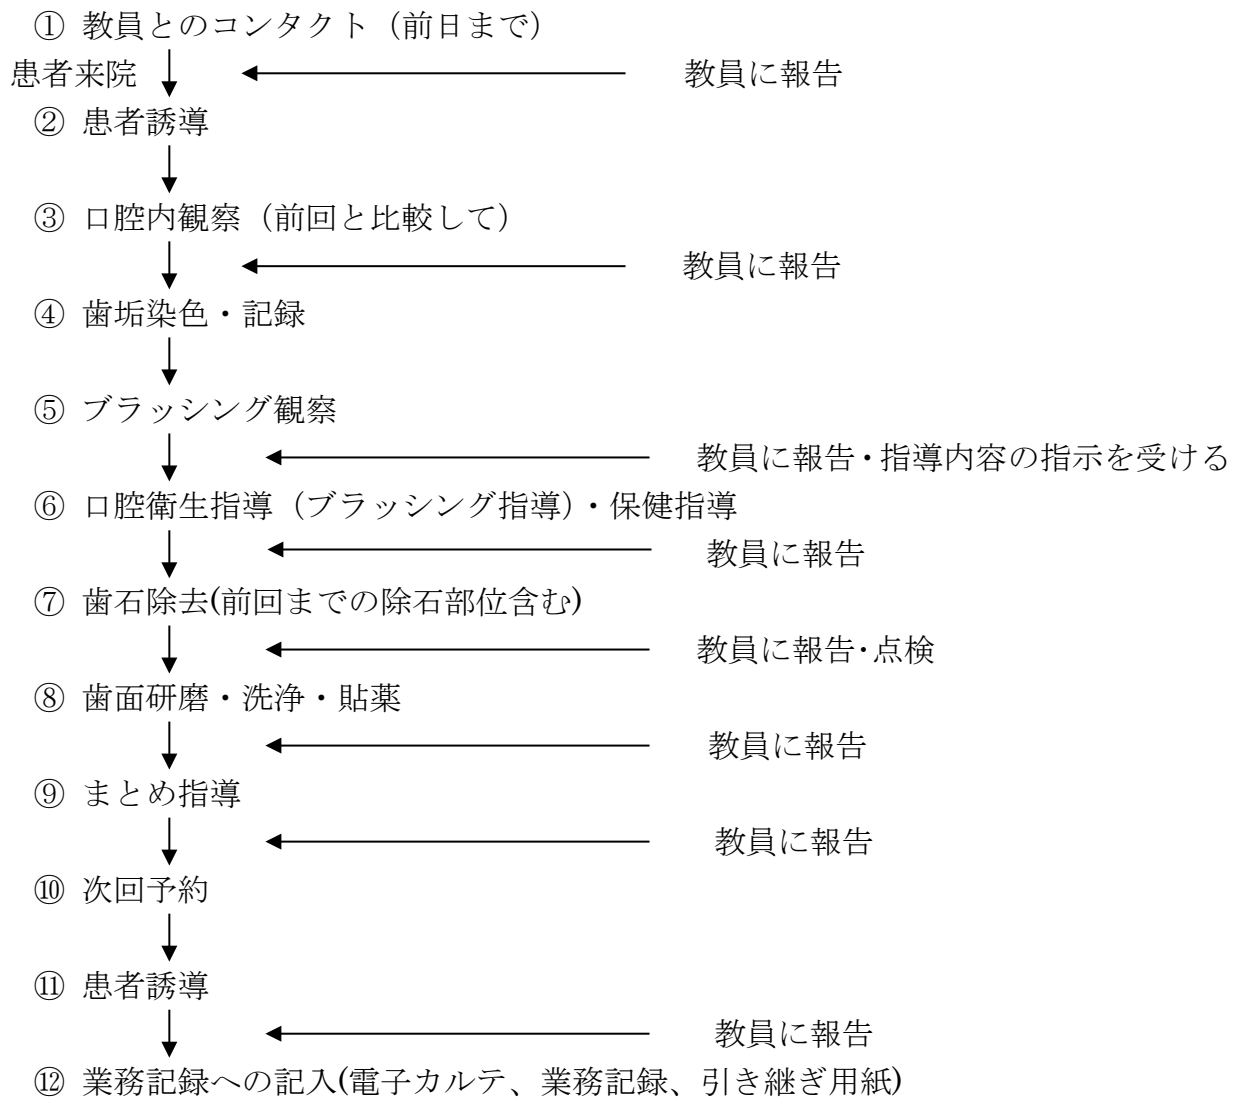 ① 教員とのコンタクト（前日まで）
患者来院 教員に報告
② 患者誘導
③ 口腔内観察（前回と比較して）
教員に報告
④ 歯垢染色・記録
⑤ ブラッシング観察
教員に報告・指導内容の指示を受ける
⑥ 口腔衛生指導（ブラッシング指導）・保健指導
教員に報告
⑦ 歯石除去(前回までの除石部位含む)
教員に報告・点検
⑧ 歯面研磨・洗浄・貼薬
教員に報告
⑨ まとめ指導
教員に報告
⑩ 次回予約
⑪ 患者誘導
教員に報告
⑫ 業務記録への記入(電子カルテ、業務記録、引き継ぎ用紙)